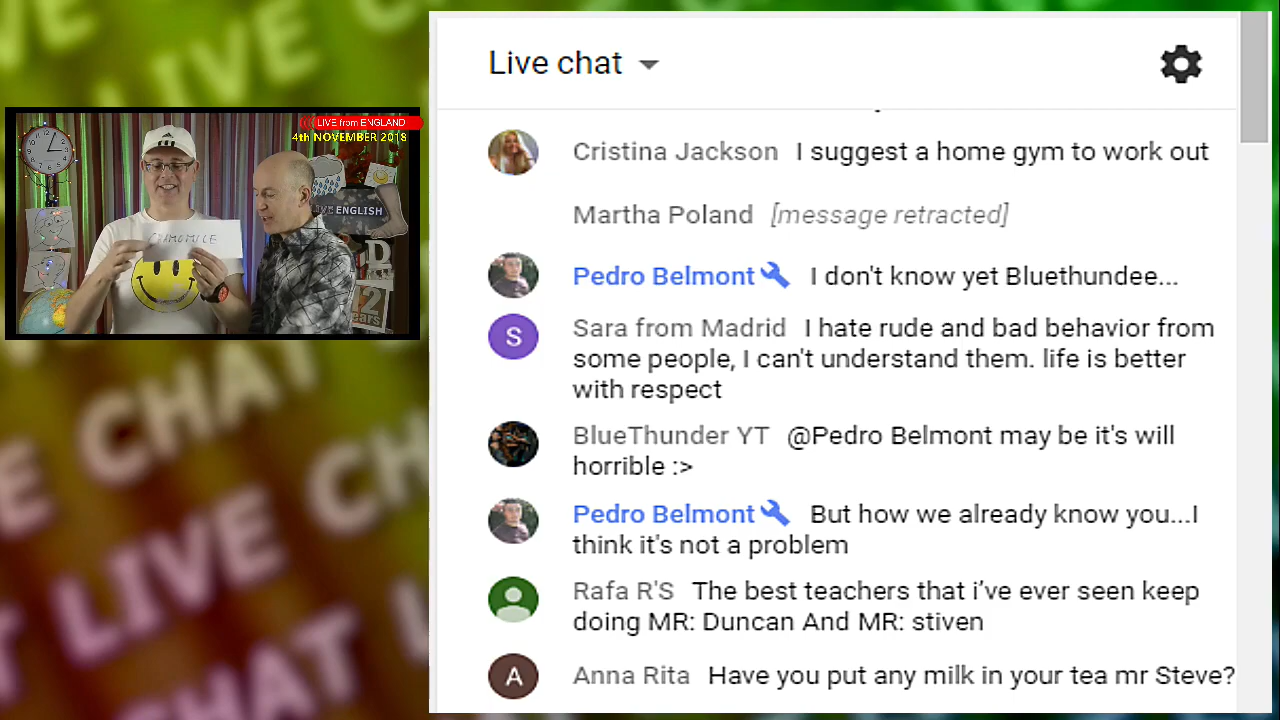 LIVE from ENGLAND
4th NOVEMBER 2018
CHAMOMILE
LIVE ENGLISH
Live chat
Cristina Jackson I suggest a home gym to work out
Martha Poland [message retracted]
Pedro Belmont I don't know yet Bluethundee...
S
Sara from Madrid I hate rude and bad behavior from
some people, I can't understand them. life is better
with respect
BlueThunder YT @Pedro Belmont may be it's will
horrible :>
Pedro Belmont But how we already know you...I
think it's not a problem
Rafa R'S The best teachers that i’ve ever seen keep
doing MR: Duncan And MR: stiven
A
Anna Rita Have you put any milk in your tea mr Steve?
LIVE CHAT
LIVE CHAT